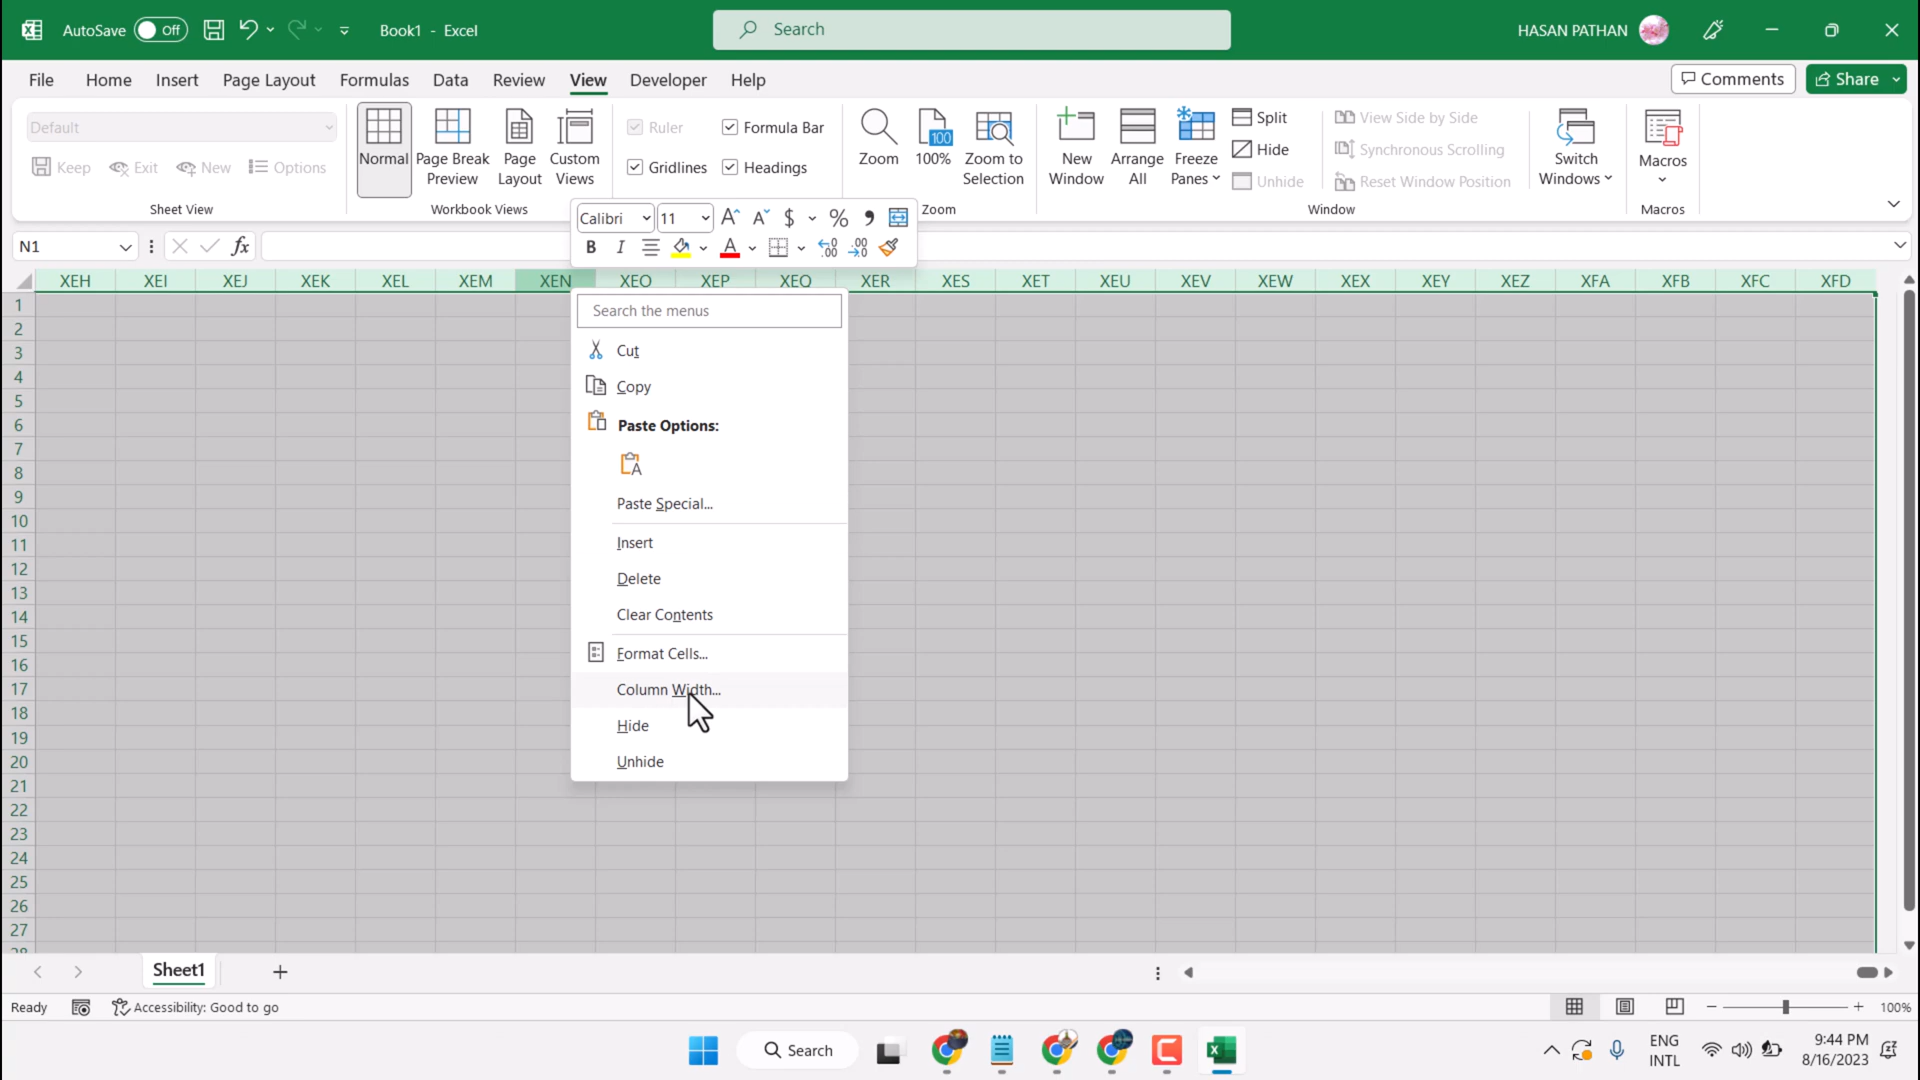 AutoSave Off Book1 - Excel Search HASAN PATHAN
File Home Insert Page Layout Formulas Data Review View Developer Help Comments Share
Default
Keep Exit New Options
Sheet View
Normal Page Break Preview Page Layout Custom Views
Workbook Views
Ruler Formula Bar
Gridlines Headings
Zoom 100% Zoom to Selection
Zoom
New Window Arrange All Freeze Panes
Split
Hide
Unhide
View Side by Side
Synchronous Scrolling
Reset Window Position
Switch Windows
Window
Macros
Macros
Calibri 11 A A $ % ,
B I A .00 .00
N1 fx
XEH XEI XEJ XEK XEL XEM XEN XEO XEP XEQ XER XES XET XEU XEV XEW XEX XEY XEZ XFA XFB XFC XFD
1
2
3
4
5
6
7
8
9
10
11
12
13
14
15
16
17
18
19
20
21
22
23
24
25
26
27
28
Search the menus
Cut
Copy
Paste Options:
Paste Special...
Insert
Delete
Clear Contents
Format Cells...
Column Width...
Hide
Unhide
Sheet1
Ready Accessibility: Good to go 100%
Search ENG INTL 9:44 PM 8/16/2023